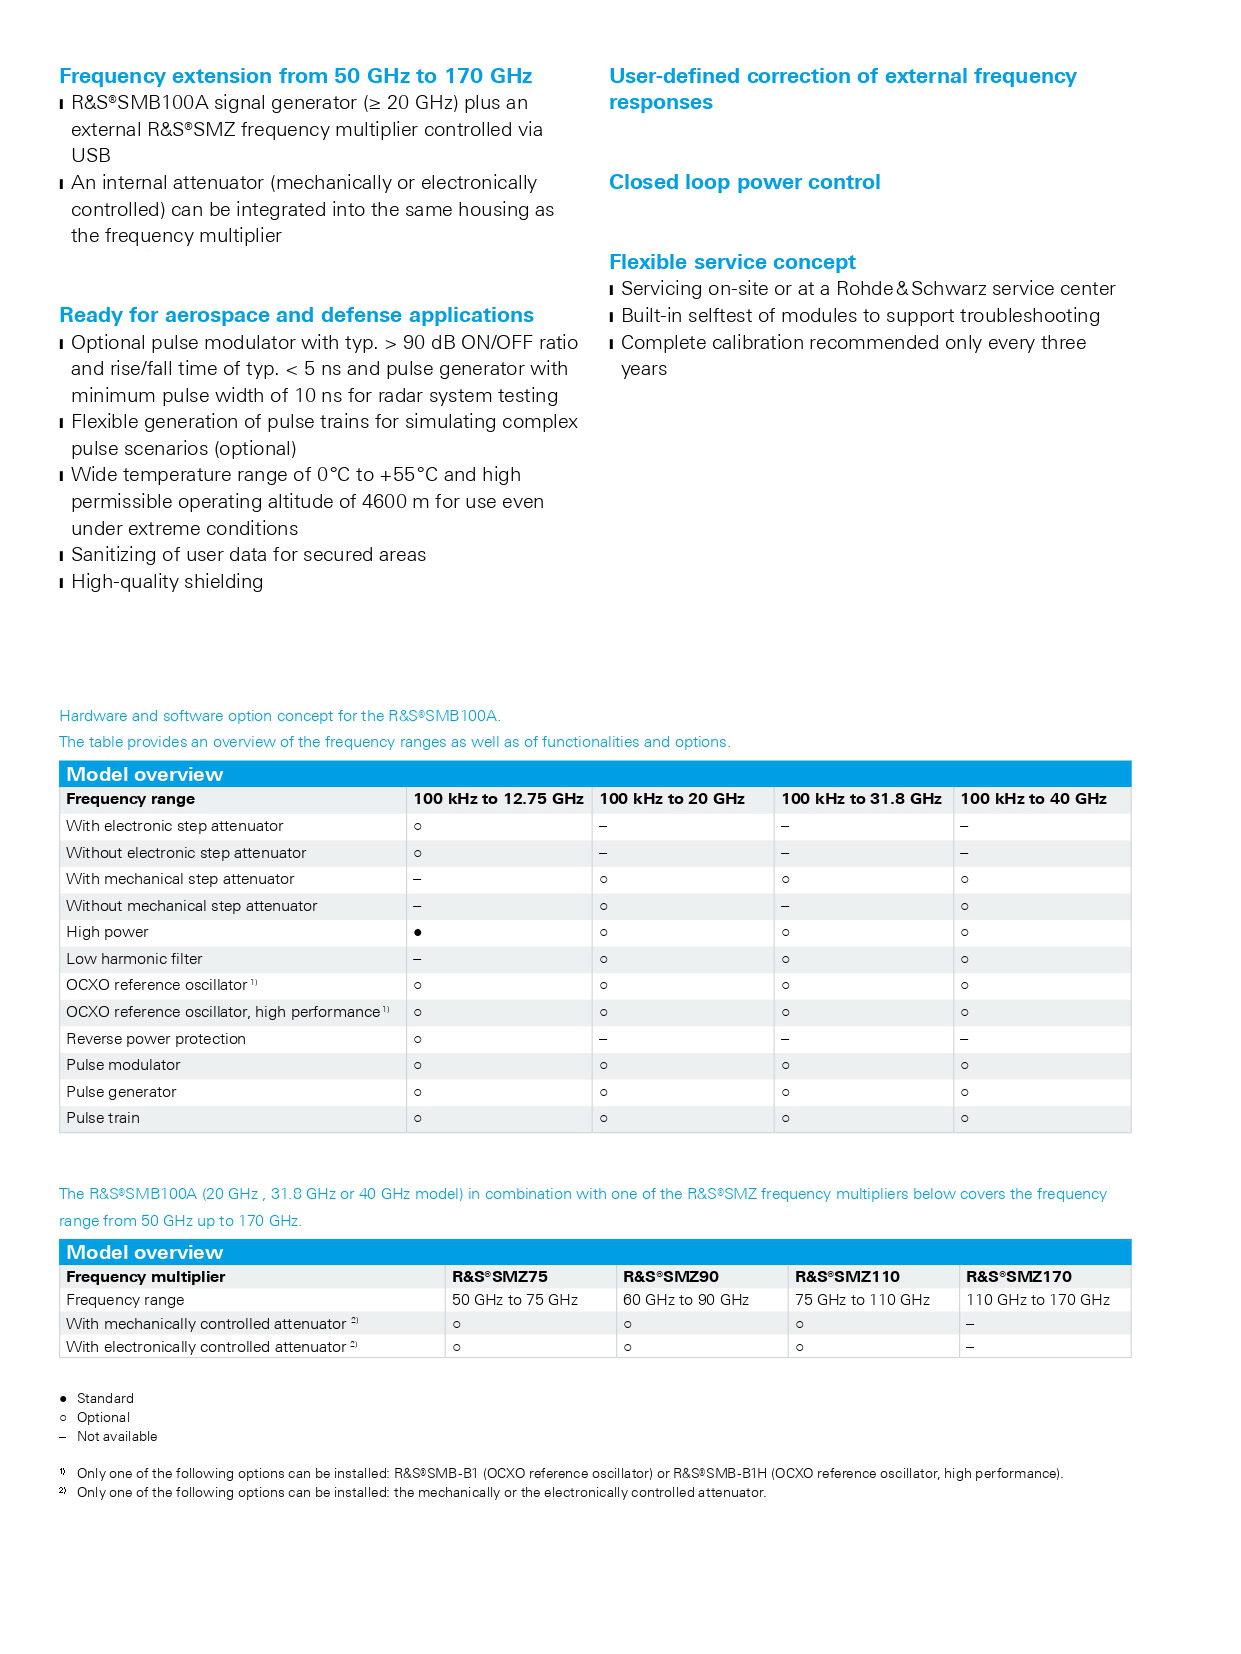 Frequency extension from 50 GHz to 170 GHz
❙ R&S®SMB100A signal generator (≥ 20 GHz) plus an
external R&S®SMZ frequency multiplier controlled via
USB
❙ An internal attenuator (mechanically or electronically
controlled) can be integrated into the same housing as
the frequency multiplier
Ready for aerospace and defense applications
❙ Optional pulse modulator with typ. > 90 dB ON/OFF ratio
and rise/fall time of typ. < 5 ns and pulse generator with
minimum pulse width of 10 ns for radar system testing
❙ Flexible generation of pulse trains for simulating complex
pulse scenarios (optional)
❙ Wide temperature range of 0°C to +55°C and high
permissible operating altitude of 4600 m for use even
under extreme conditions
❙ Sanitizing of user data for secured areas
❙ High-quality shielding
User-defined correction of external frequency
responses
Closed loop power control
Flexible service concept
❙ Servicing on-site or at a Rohde & Schwarz service center
❙ Built-in selftest of modules to support troubleshooting
❙ Complete calibration recommended only every three
years
Hardware and software option concept for the R&S®SMB100A.
The table provides an overview of the frequency ranges as well as of functionalities and options.
Model overview
Frequency range 100 kHz to 12.75 GHz 100 kHz to 20 GHz 100 kHz to 31.8 GHz 100 kHz to 40 GHz
With electronic step attenuator ○ – – –
Without electronic step attenuator ○ – – –
With mechanical step attenuator – ○ ○ ○
Without mechanical step attenuator – ○ – ○
High power ● ○ ○ ○
Low harmonic filter – ○ ○ ○
OCXO reference oscillator 1) ○ ○ ○ ○
OCXO reference oscillator, high performance 1) ○ ○ ○ ○
Reverse power protection ○ – – –
Pulse modulator ○ ○ ○ ○
Pulse generator ○ ○ ○ ○
Pulse train ○ ○ ○ ○
The R&S®SMB100A (20 GHz , 31.8 GHz or 40 GHz model) in combination with one of the R&S®SMZ frequency multipliers below covers the frequency
range from 50 GHz up to 170 GHz.
Model overview
Frequency multiplier R&S®SMZ75 R&S®SMZ90 R&S®SMZ110 R&S®SMZ170
Frequency range 50 GHz to 75 GHz 60 GHz to 90 GHz 75 GHz to 110 GHz 110 GHz to 170 GHz
With mechanically controlled attenuator 2) ○ ○ ○ –
With electronically controlled attenuator 2) ○ ○ ○ –
● Standard
○ Optional
– Not available
1) Only one of the following options can be installed: R&S®SMB-B1 (OCXO reference oscillator) or R&S®SMB-B1H (OCXO reference oscillator, high performance).
2) Only one of the following options can be installed: the mechanically or the electronically controlled attenuator.